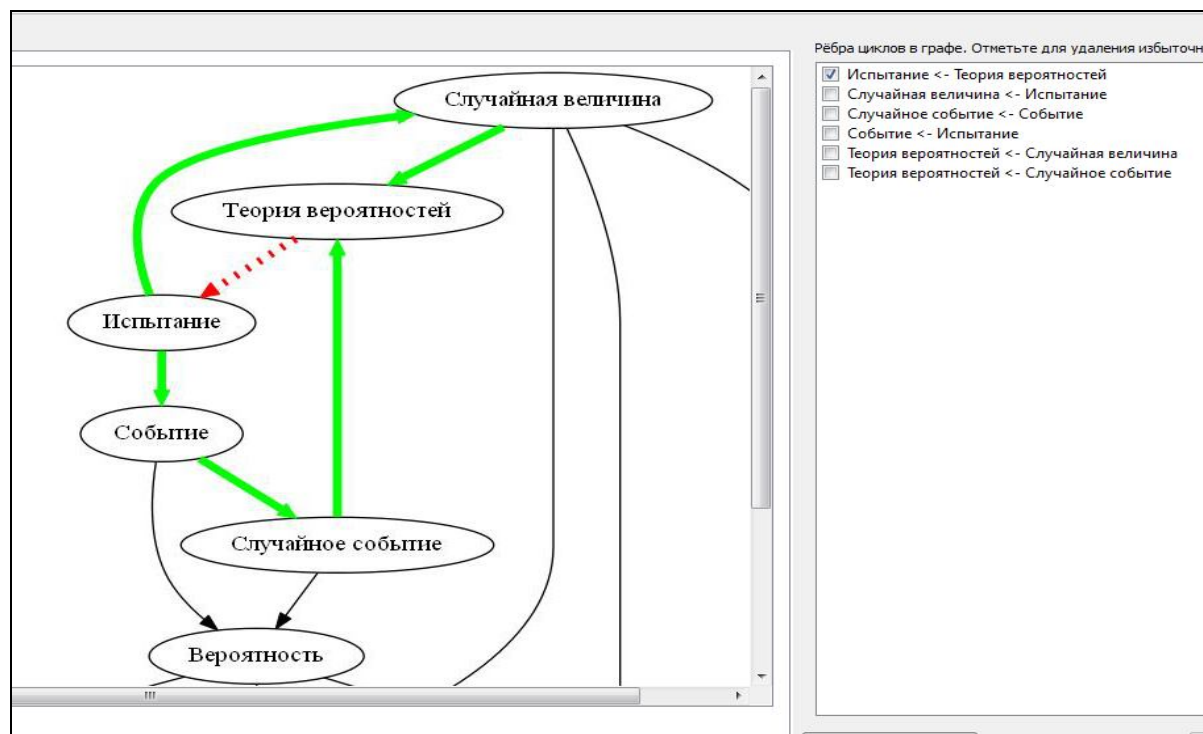 Рёбра циклов в графе. Отметьте для удаления избыточн
Испытание <- Теория вероятностей
Случайная величина <- Испытание
Случайное событие <- Событие
Событие <- Испытание
Теория вероятностей <- Случайная величина
Теория вероятностей <- Случайное событие
Случайная величина
Теория вероятностей
Испытание
Событие
Случайное событие
Вероятность